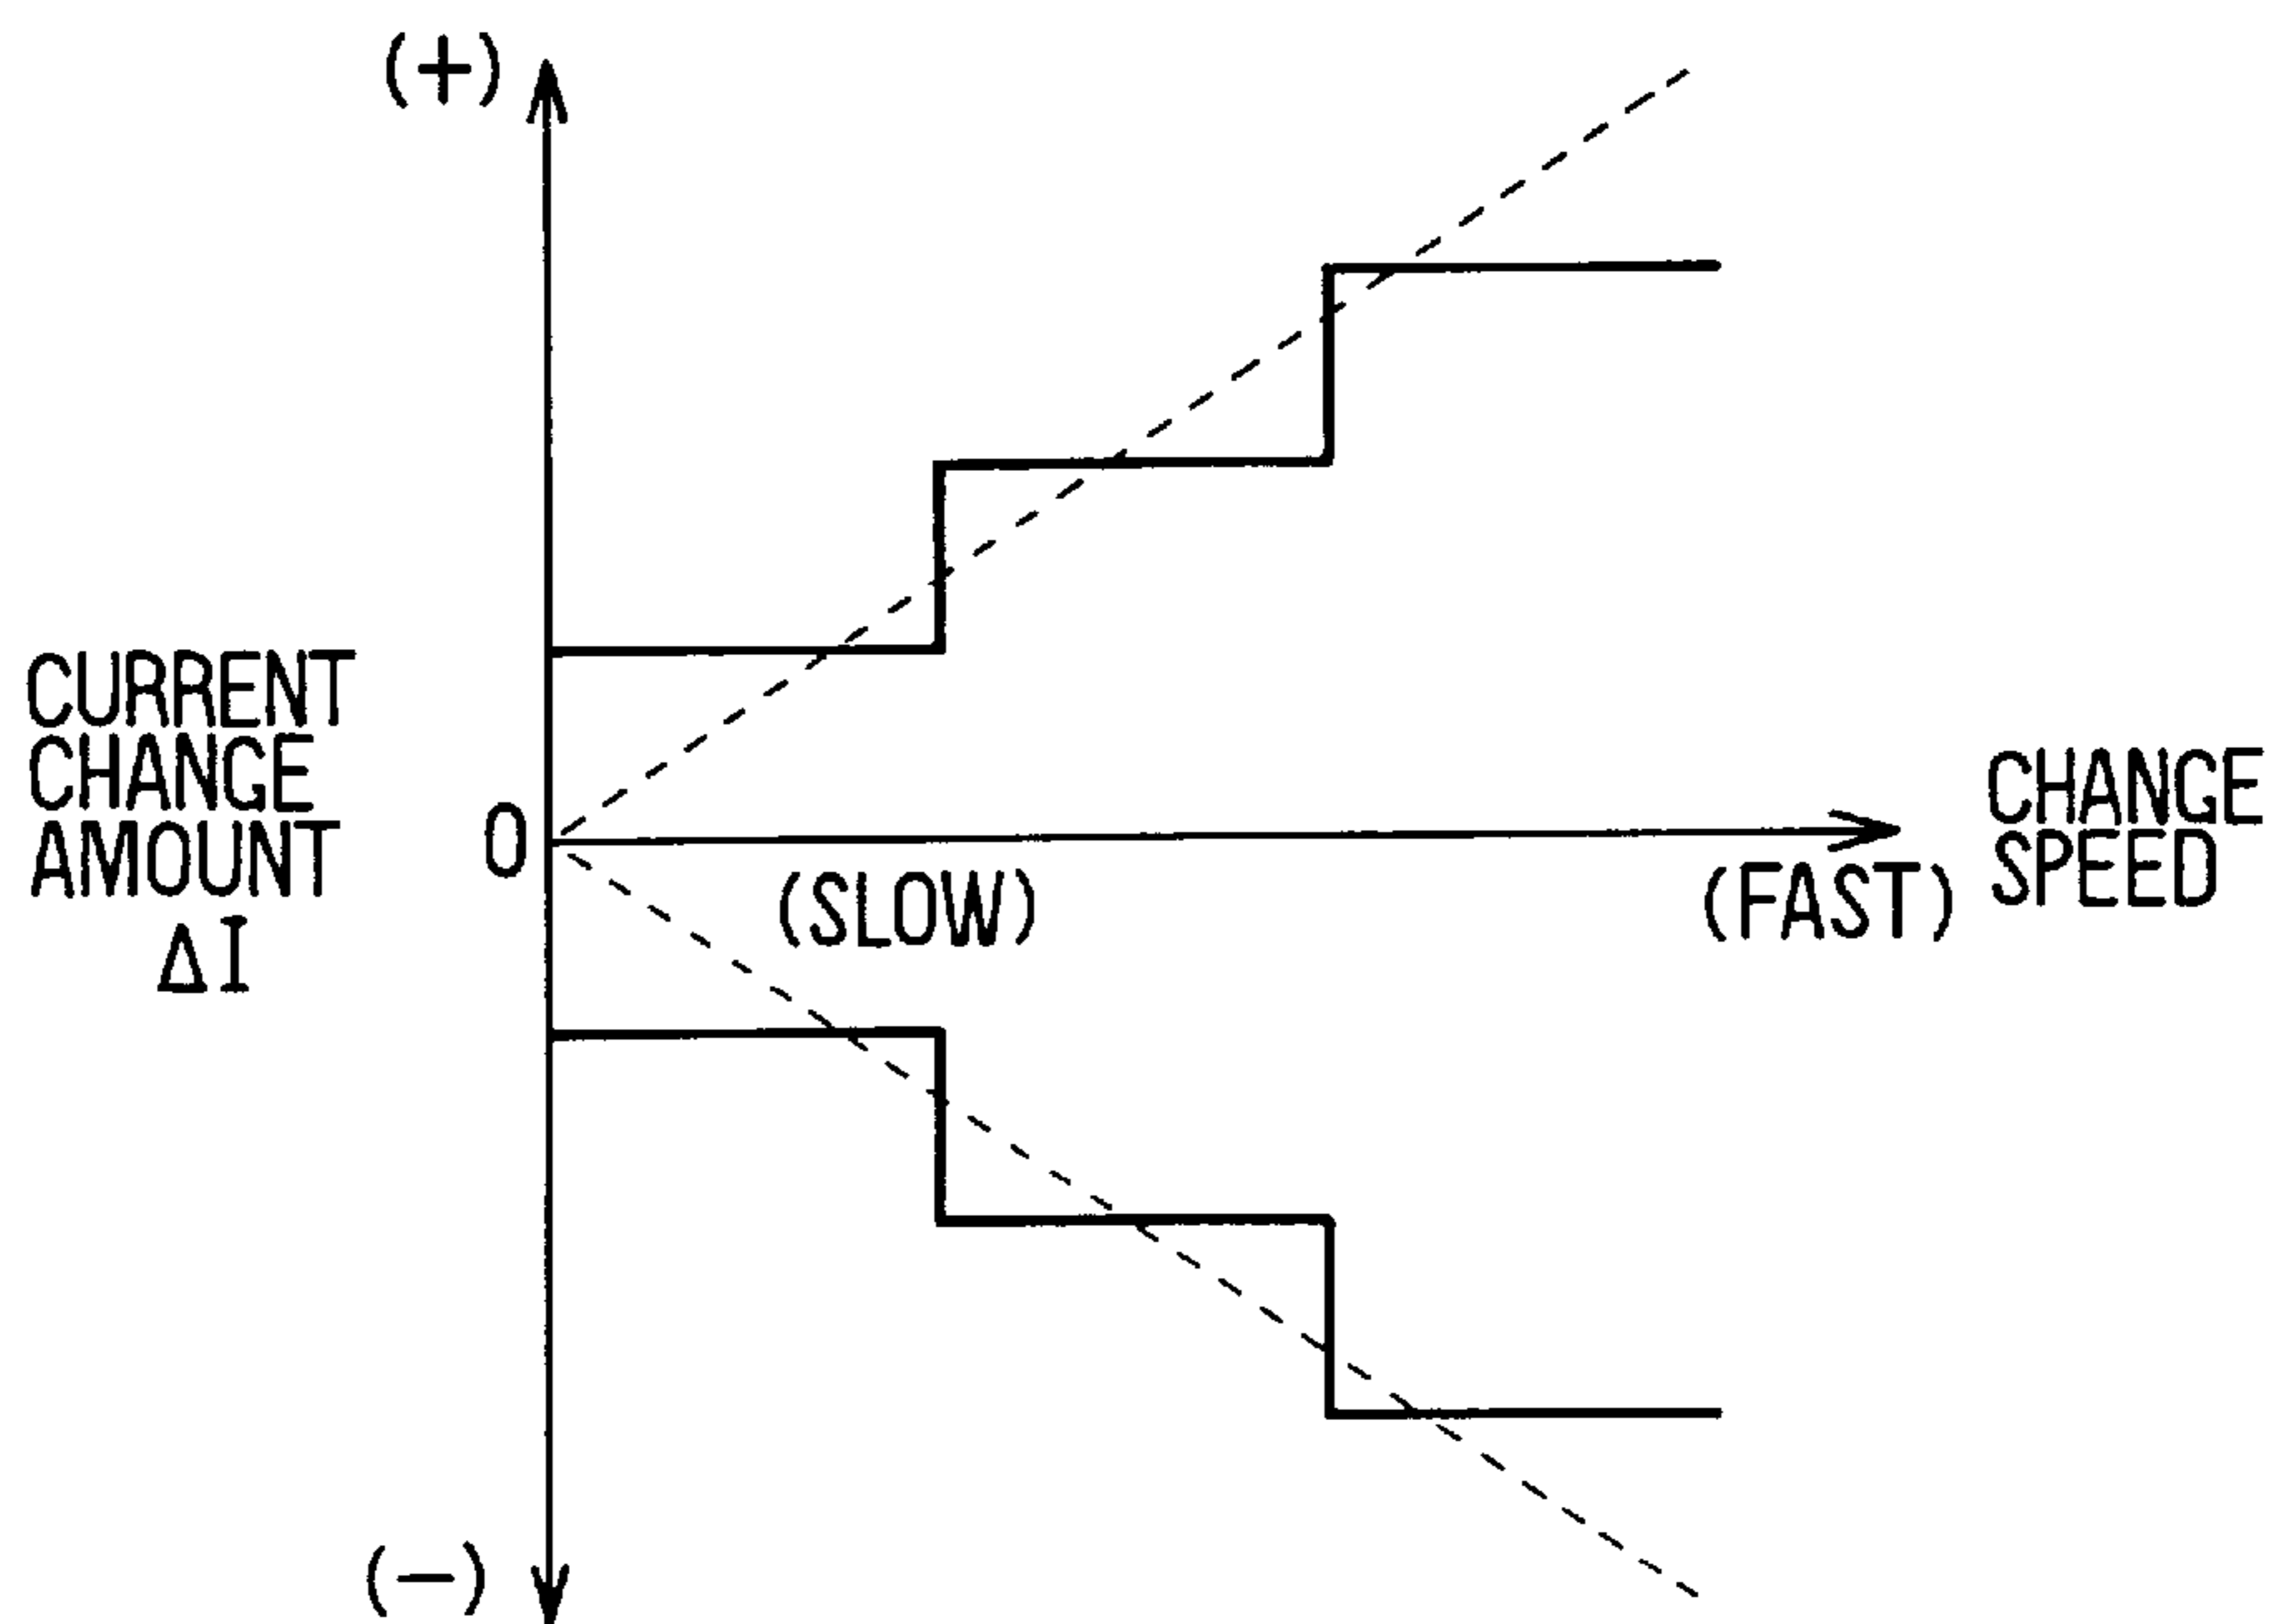 (+)
CURRENT
CHANGE
AMOUNT
ΔI
0
(SLOW)
(FAST)
CHANGE
SPEED
(−)